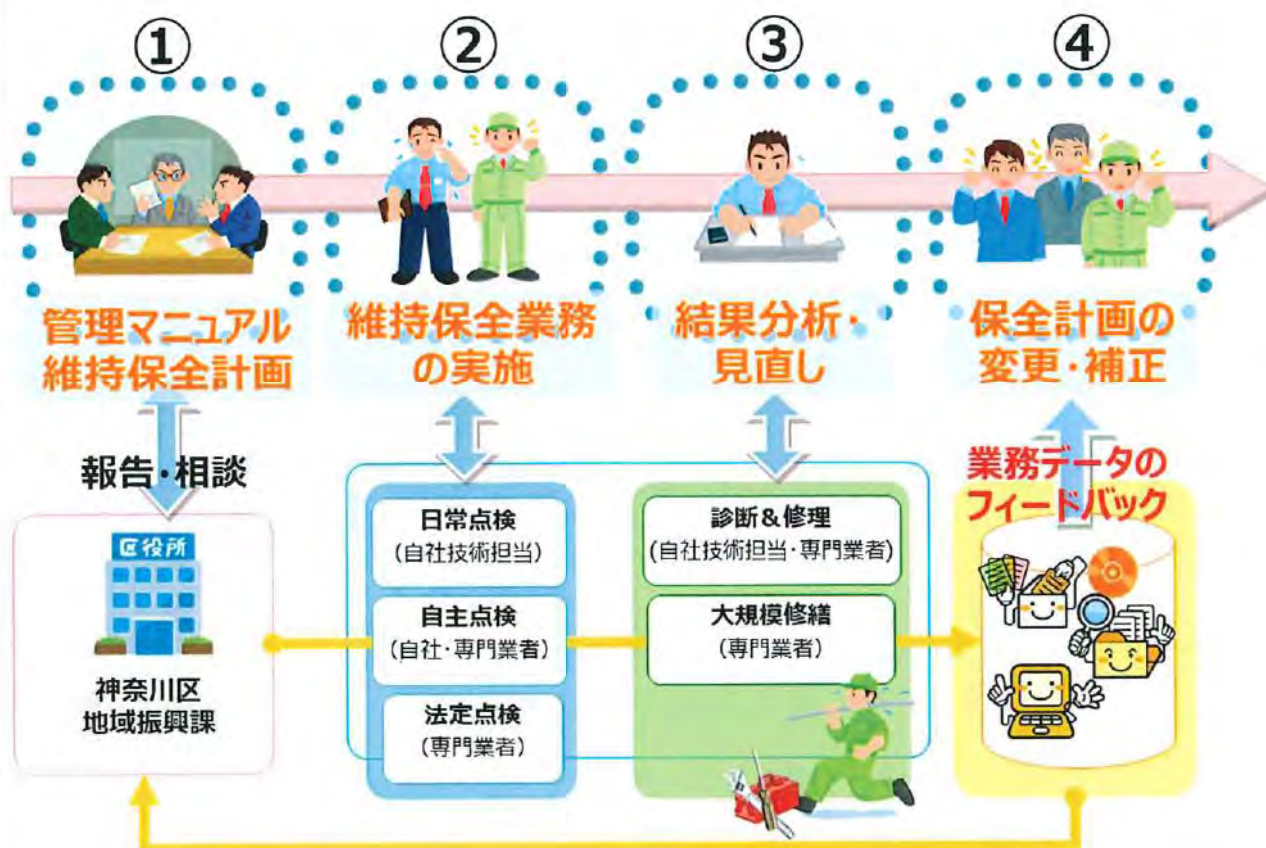 ①
②
③
④
管理マニュアル
維持保全計画
維持保全業務
の実施
結果分析・
見直し
保全計画の
変更・補正
報告・相談
区役所
神奈川区
地域振興課
日常点検
(自社技術担当)
自主点検
(自社・専門業者)
法定点検
(専門業者)
診断&修理
(自社技術担当・専門業者)
大規模修繕
(専門業者)
業務データの
フィードバック